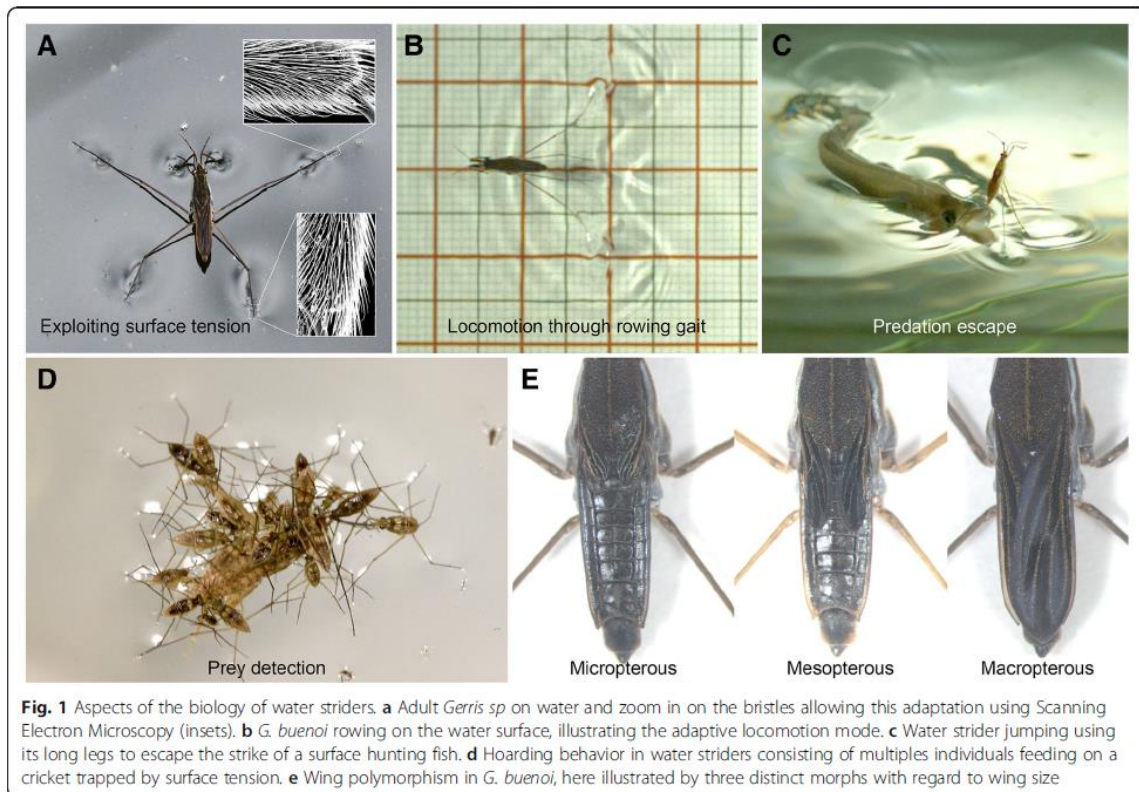 A
B
C
Exploiting surface tension
Locomotion through rowing gait
Predation escape
D
E
Prey detection
Micropterous
Mesopterous
Macropterous
Fig. 1 Aspects of the biology of water striders. a Adult Gerris sp on water and zoom in on the bristles allowing this adaptation using Scanning
Electron Microscopy (insets). b G. buenoi rowing on the water surface, illustrating the adaptive locomotion mode. c Water strider jumping using
its long legs to escape the strike of a surface hunting fish. d Hoarding behavior in water striders consisting of multiples individuals feeding on a
cricket trapped by surface tension. e Wing polymorphism in G. buenoi, here illustrated by three distinct morphs with regard to wing size